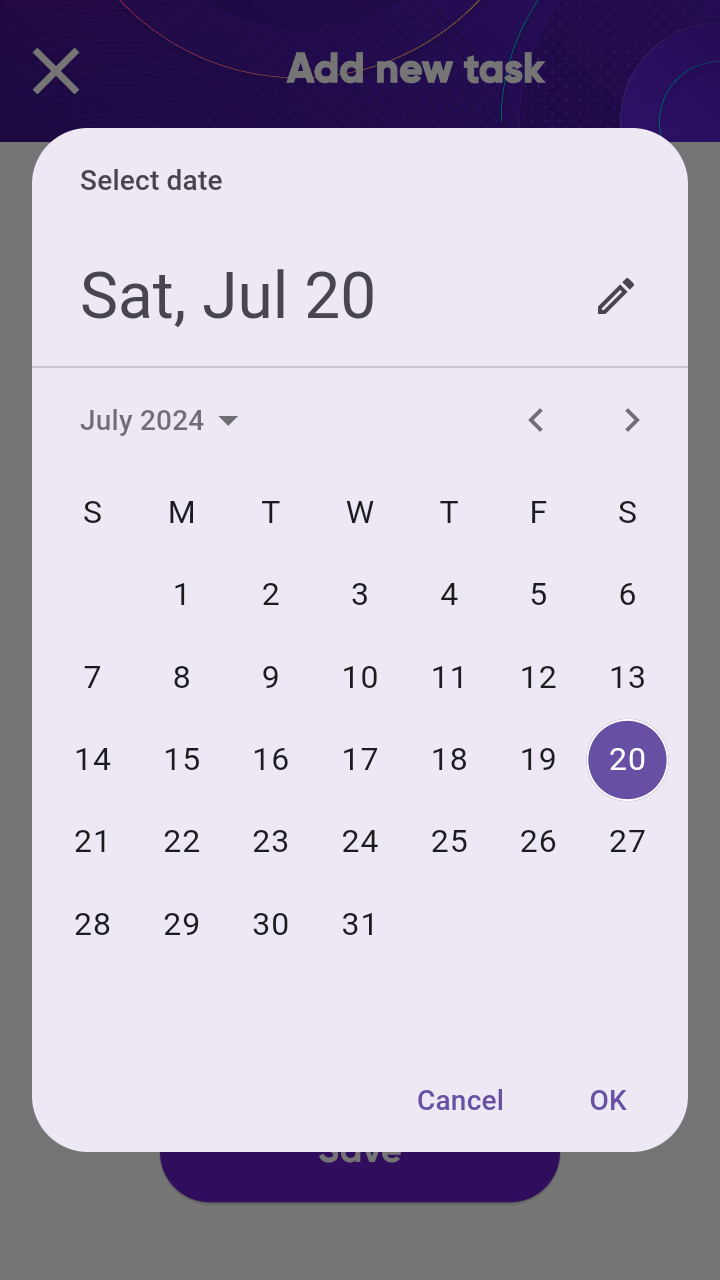 Add new task
Select date
Sat, Jul 20
July 2024
S M T W T F S
1 2 3 4 5 6
7 8 9 10 11 12 13
14 15 16 17 18 19 20
21 22 23 24 25 26 27
28 29 30 31
Cancel OK
Save